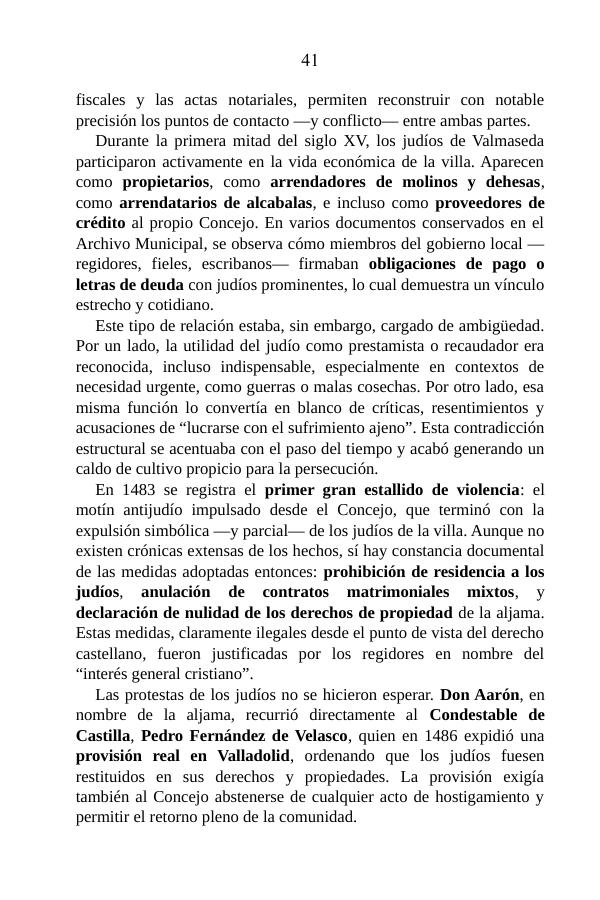 41
fiscales y las actas notariales, permiten reconstruir con notable
precisión los puntos de contacto —y conflicto— entre ambas partes.
Durante la primera mitad del siglo XV, los judíos de Valmaseda
participaron activamente en la vida económica de la villa. Aparecen
como propietarios, como arrendadores de molinos y dehesas,
como arrendatarios de alcabalas, e incluso como proveedores de
crédito al propio Concejo. En varios documentos conservados en el
Archivo Municipal, se observa cómo miembros del gobierno local —
regidores, fieles, escribanos— firmaban obligaciones de pago o
letras de deuda con judíos prominentes, lo cual demuestra un vínculo
estrecho y cotidiano.
Este tipo de relación estaba, sin embargo, cargado de ambigüedad.
Por un lado, la utilidad del judío como prestamista o recaudador era
reconocida, incluso indispensable, especialmente en contextos de
necesidad urgente, como guerras o malas cosechas. Por otro lado, esa
misma función lo convertía en blanco de críticas, resentimientos y
acusaciones de “lucrarse con el sufrimiento ajeno”. Esta contradicción
estructural se acentuaba con el paso del tiempo y acabó generando un
caldo de cultivo propicio para la persecución.
En 1483 se registra el primer gran estallido de violencia: el
motín antijudío impulsado desde el Concejo, que terminó con la
expulsión simbólica —y parcial— de los judíos de la villa. Aunque no
existen crónicas extensas de los hechos, sí hay constancia documental
de las medidas adoptadas entonces: prohibición de residencia a los
judíos, anulación de contratos matrimoniales mixtos, y
declaración de nulidad de los derechos de propiedad de la aljama.
Estas medidas, claramente ilegales desde el punto de vista del derecho
castellano, fueron justificadas por los regidores en nombre del
“interés general cristiano”.
Las protestas de los judíos no se hicieron esperar. Don Aarón, en
nombre de la aljama, recurrió directamente al Condestable de
Castilla, Pedro Fernández de Velasco, quien en 1486 expidió una
provisión real en Valladolid, ordenando que los judíos fuesen
restituidos en sus derechos y propiedades. La provisión exigía
también al Concejo abstenerse de cualquier acto de hostigamiento y
permitir el retorno pleno de la comunidad.